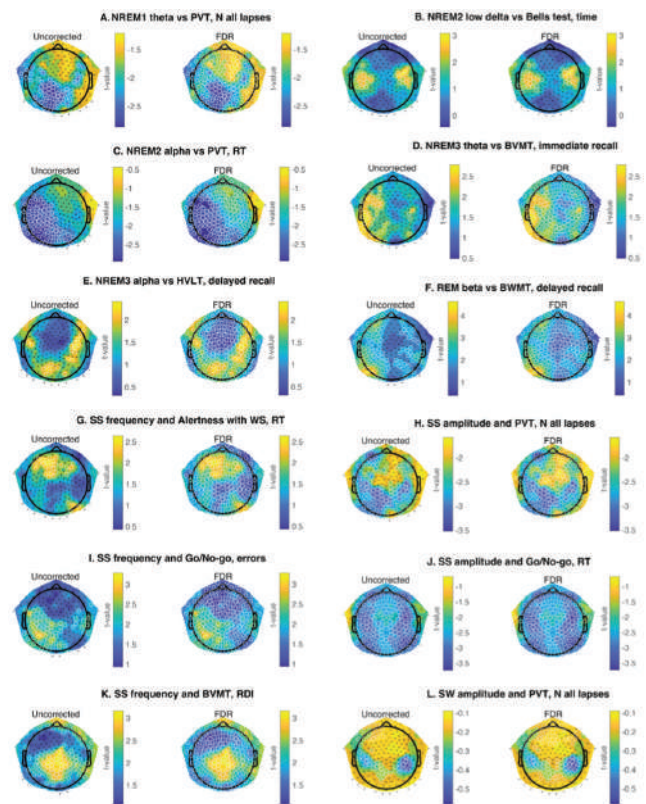 A. NREM1 theta vs PVT, N all lapses
Uncorrected
FDR
-1.5
-2
-2.5
t-value
B. NREM2 low delta vs Bells test, time
Uncorrected
FDR
3
2
1
0
t-value
C. NREM2 alpha vs PVT, RT
Uncorrected
FDR
-0.5
-1
-1.5
-2
-2.5
t-value
D. NREM3 theta vs BVMT, immediate recall
Uncorrected
FDR
2.5
2
1.5
1
0.5
t-value
E. NREM3 alpha vs HVLT, delayed recall
Uncorrected
FDR
2
1.5
1
0.5
t-value
F. REM beta vs BWMT, delayed recall
Uncorrected
FDR
4
3
2
1
t-value
G. SS frequency and Alertness with WS, RT
Uncorrected
FDR
2.5
2
1.5
1
0.5
t-value
H. SS amplitude and PVT, N all lapses
Uncorrected
FDR
-2
-2.5
-3
-3.5
t-value
I. SS frequency and Go/No-go, errors
Uncorrected
FDR
3
2.5
2
1.5
1
t-value
J. SS amplitude and Go/No-go, RT
Uncorrected
FDR
-1
-1.5
-2
-2.5
-3
-3.5
t-value
K. SS frequency and BVMT, RDI
Uncorrected
FDR
3
2.5
2
1.5
1
t-value
L. SW amplitude and PVT, N all lapses
Uncorrected
FDR
-0.1
-0.2
-0.3
-0.4
-0.5
t-value